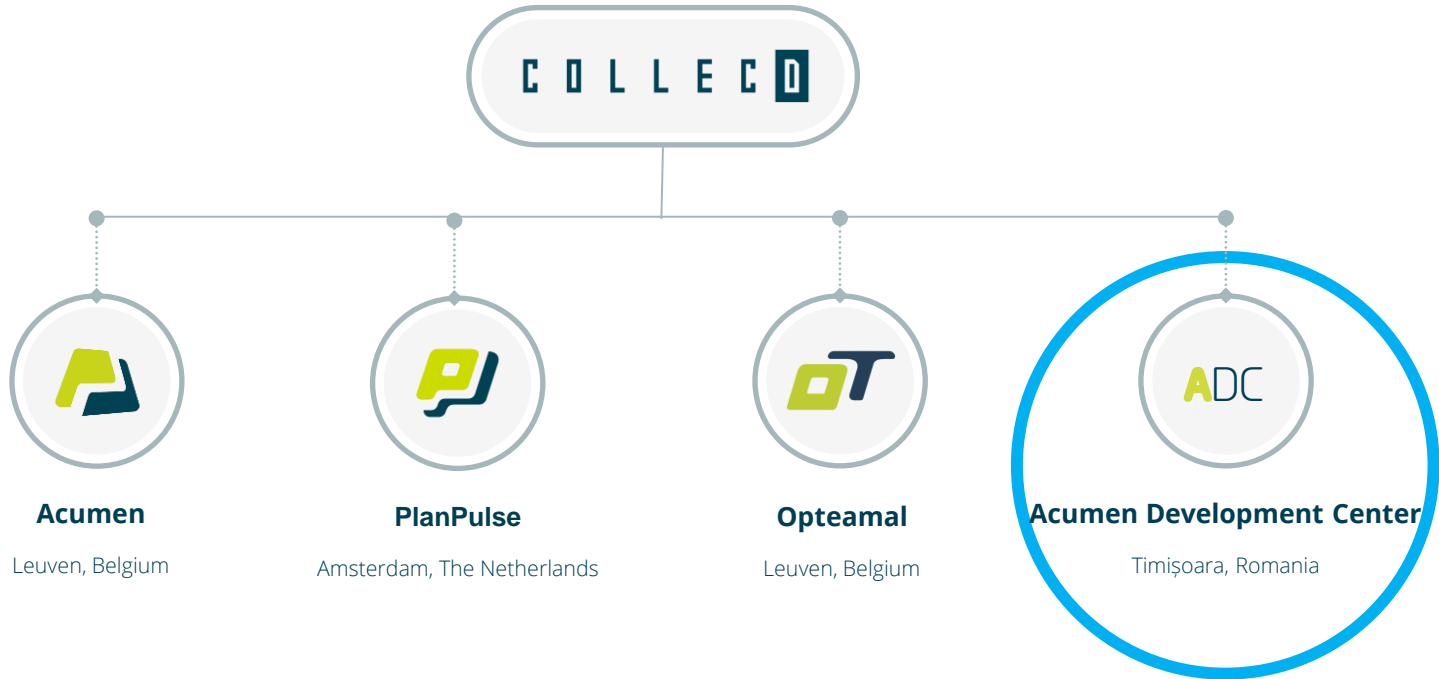 COLLECD
ADC
Acumen
PlanPulse
Opteamal
Acumen Development Center
Leuven, Belgium
Amsterdam, The Netherlands
Leuven, Belgium
Timișoara, Romania